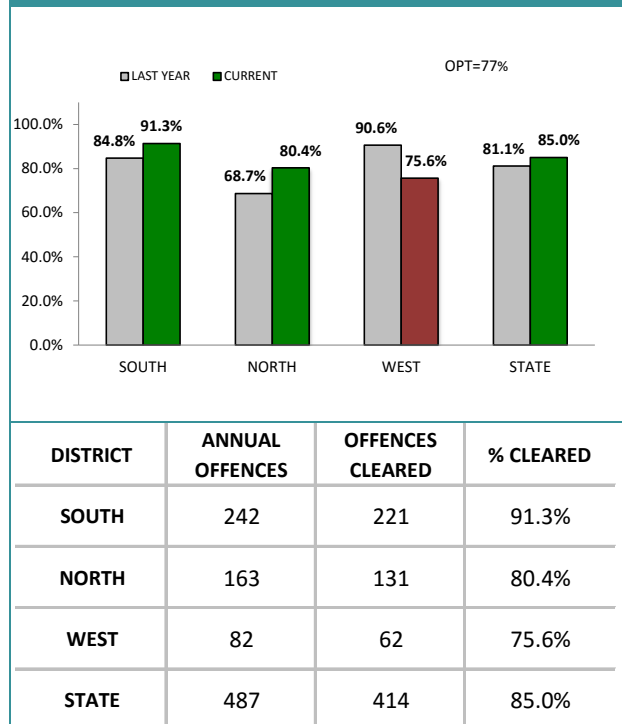 OPT=77%
LAST YEAR CURRENT
100.0%
80.0%
60.0%
40.0%
20.0%
0.0%
84.8% 91.3% 68.7% 80.4% 90.6% 75.6% 81.1% 85.0%
SOUTH NORTH WEST STATE
DISTRICT ANNUAL OFFENCES OFFENCES CLEARED % CLEARED
SOUTH 242 221 91.3%
NORTH 163 131 80.4%
WEST 82 62 75.6%
STATE 487 414 85.0%